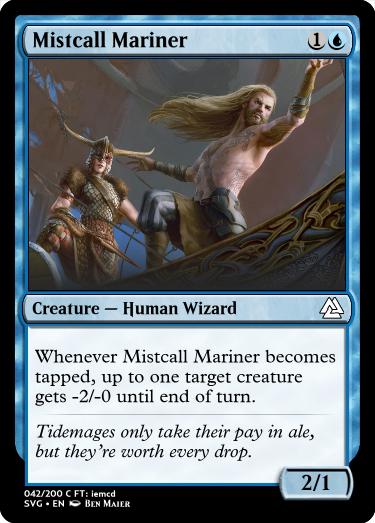 Mistcall Mariner 1
Creature — Human Wizard
Whenever Mistcall Mariner becomes
tapped, up to one target creature
gets -2/-0 until end of turn.
Tidemages only take their pay in ale,
but they're worth every drop.
2/1
042/200 C FT: iemcd
SVG • EN Ben Maier